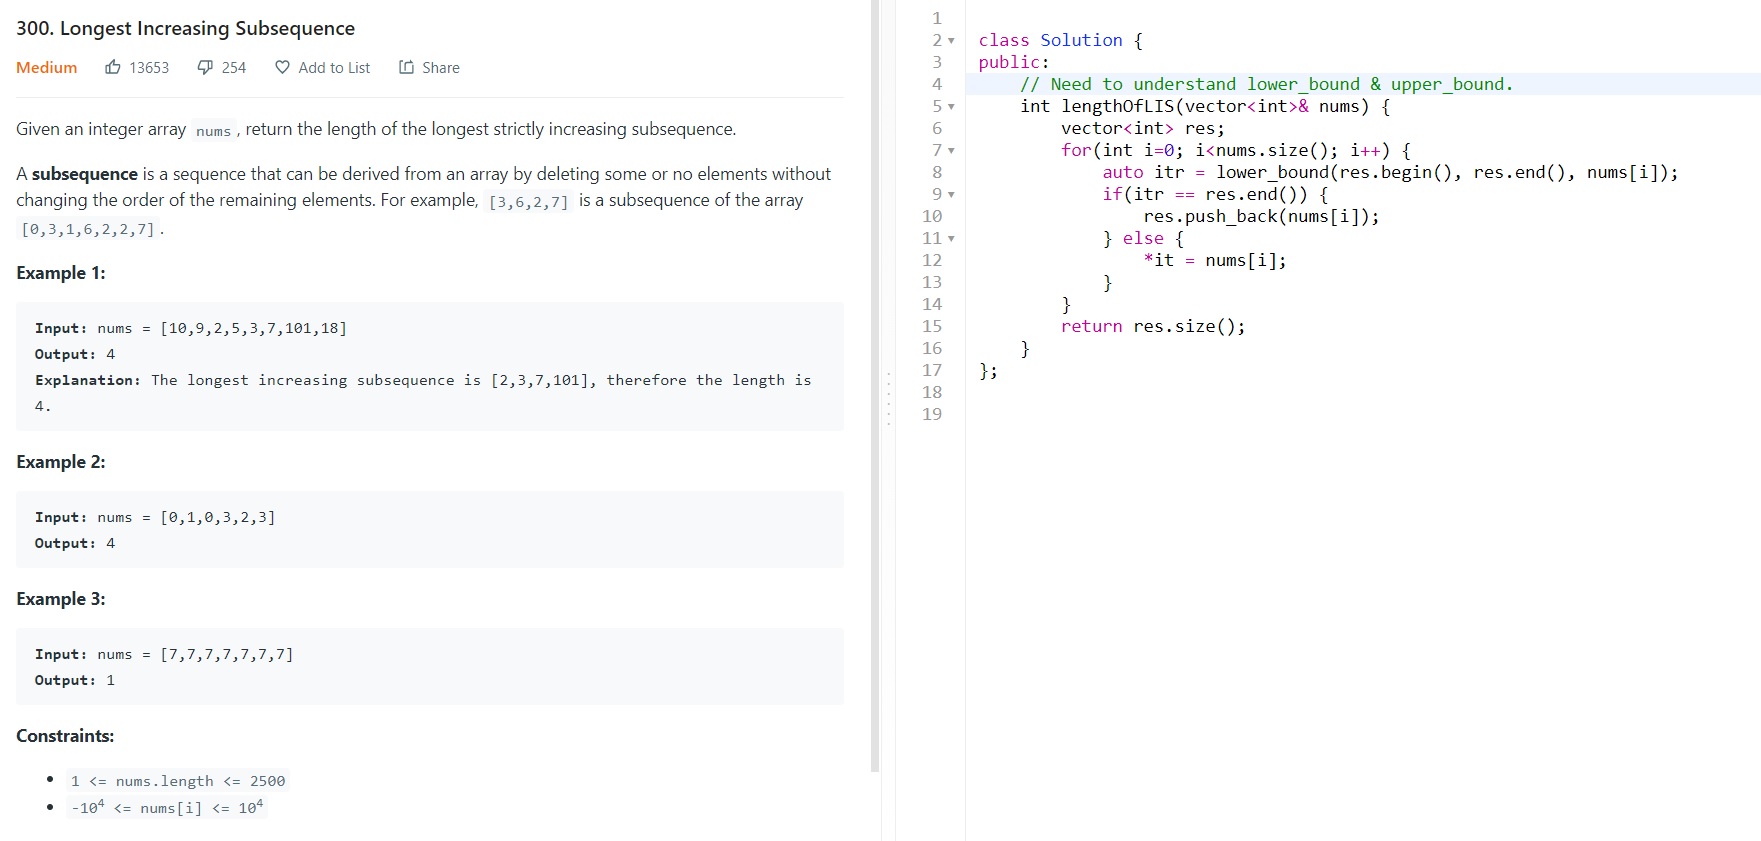 300. Longest Increasing Subsequence
Medium 13653 254 Add to List Share
Given an integer array nums , return the length of the longest strictly increasing subsequence.
A subsequence is a sequence that can be derived from an array by deleting some or no elements without
changing the order of the remaining elements. For example, [3,6,2,7] is a subsequence of the array
[0,3,1,6,2,2,7] .
Example 1:
Input: nums = [10,9,2,5,3,7,101,18]
Output: 4
Explanation: The longest increasing subsequence is [2,3,7,101], therefore the length is
4.
Example 2:
Input: nums = [0,1,0,3,2,3]
Output: 4
Example 3:
Input: nums = [7,7,7,7,7,7,7]
Output: 1
Constraints:
• 1 <= nums.length <= 2500
• -10⁴ <= nums[i] <= 10⁴
1
2 class Solution {
3 public:
4 // Need to understand lower_bound & upper_bound.
5 int lengthOfLIS(vector<int>& nums) {
6 vector<int> res;
7 for(int i=0; i<nums.size(); i++) {
8 auto itr = lower_bound(res.begin(), res.end(), nums[i]);
9 if(itr == res.end()) {
10 res.push_back(nums[i]);
11 } else {
12 *it = nums[i];
13 }
14 }
15 return res.size();
16 }
17 };
18
19